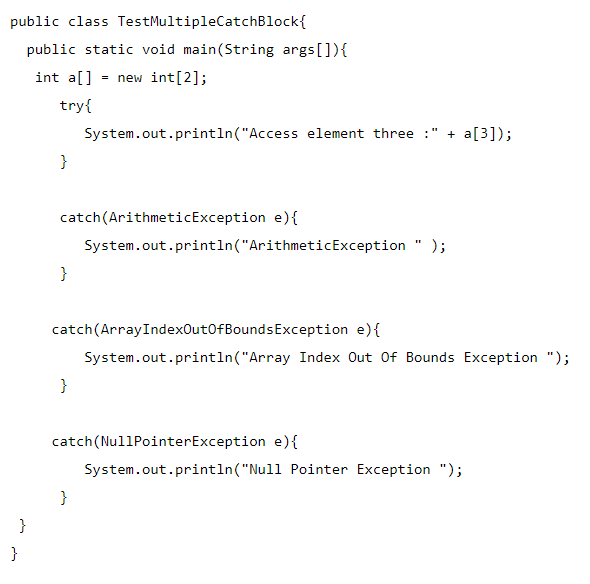 public class TestMultipleCatchBlock{
public static void main(String args[]){
int a[] = new int[2];
try{
System.out.println("Access element three :" + a[3]);
}
catch(ArithmeticException e){
System.out.println("ArithmeticException " );
}
catch(ArrayIndexOutOfBoundsException e){
System.out.println("Array Index Out Of Bounds Exception ");
}
catch(NullPointerException e){
System.out.println("Null Pointer Exception ");
}
}
}